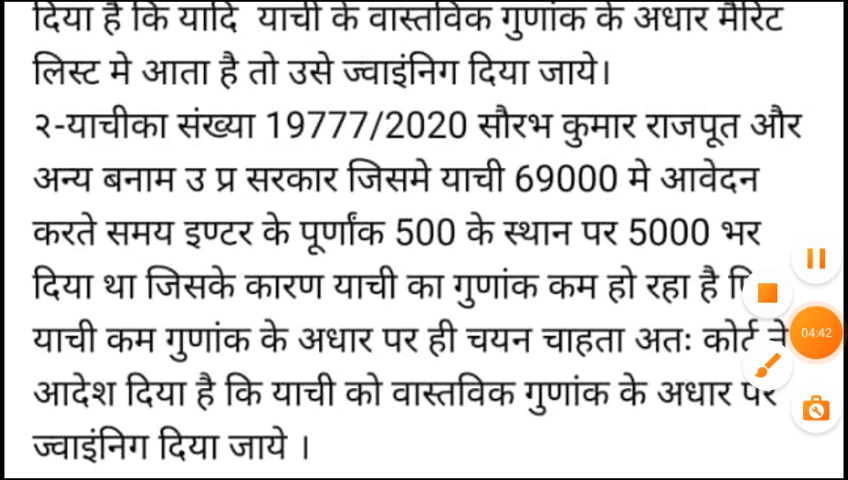 दिया है कि यादि याची के वास्तविक गुणांक के अधार मैरिट
लिस्ट मे आता है तो उसे ज्वाइंनिग दिया जाये।
२-याचीका संख्या 19777/2020 सौरभ कुमार राजपूत और
अन्य बनाम उ प्र सरकार जिसमे याची 69000 मे आवेदन
करते समय इण्टर के पूर्णांक 500 के स्थान पर 5000 भर
दिया था जिसके कारण याची का गुणांक कम हो रहा है
याची कम गुणांक के अधार पर ही चयन चाहता अतः कोर्ट ने
04:42
आदेश दिया है कि याची को वास्तविक गुणांक के अधार पर
ज्वाइंनिग दिया जाये ।